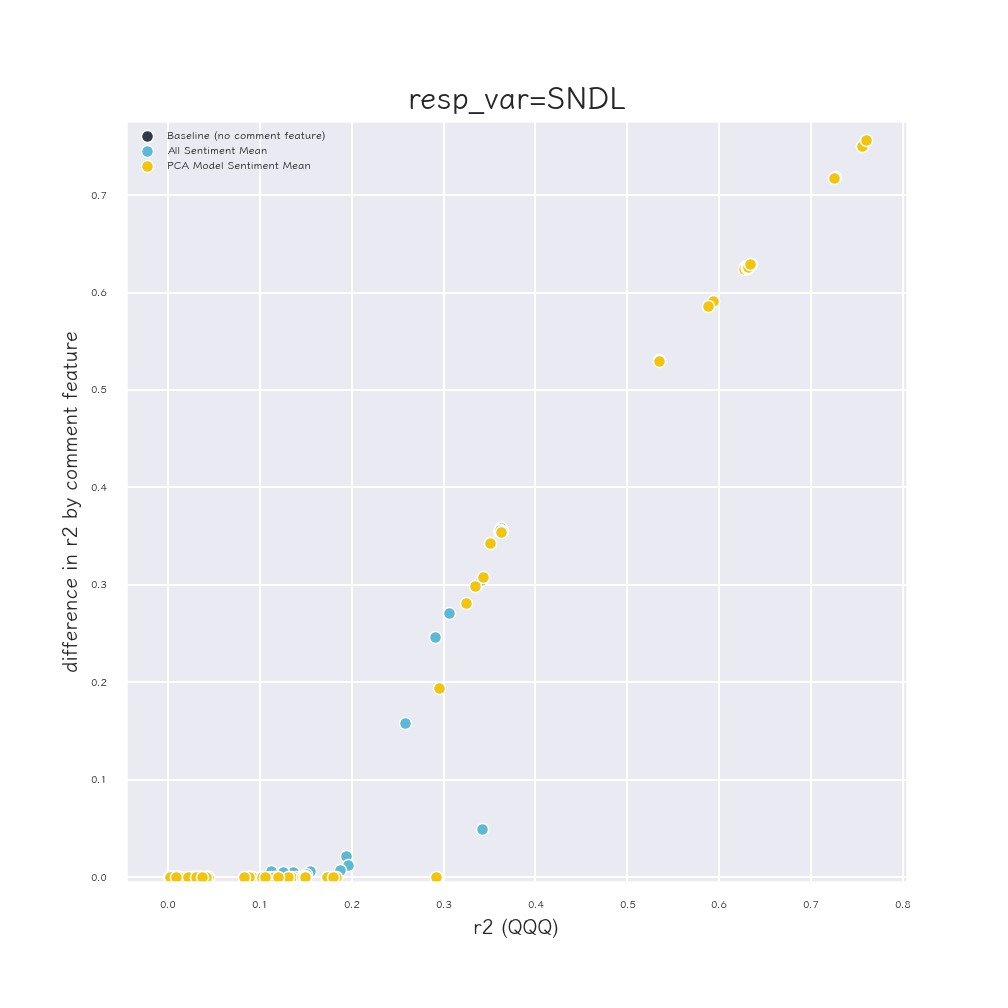 resp_var=SNDL
Baseline (no comment feature)
All Sentiment Mean
PCA Model Sentiment Mean
difference in r2 by comment feature
0.7
0.6
0.5
0.4
0.3
0.2
0.1
0.0
0.0 0.1 0.2 0.3 0.4 0.5 0.6 0.7 0.8
r2 (QQQ)